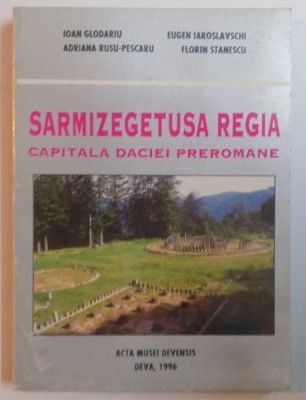 IOAN GLODARIU EUGEN IAROSLAVSCHI
ADRIANA RUSU-PESCARU FLORIN STANESCU
SARMIZEGETUSA REGIA
CAPITALA DACIEI PREROMANE
ACTA MUSEI DEVENSIS
DEVA, 1996